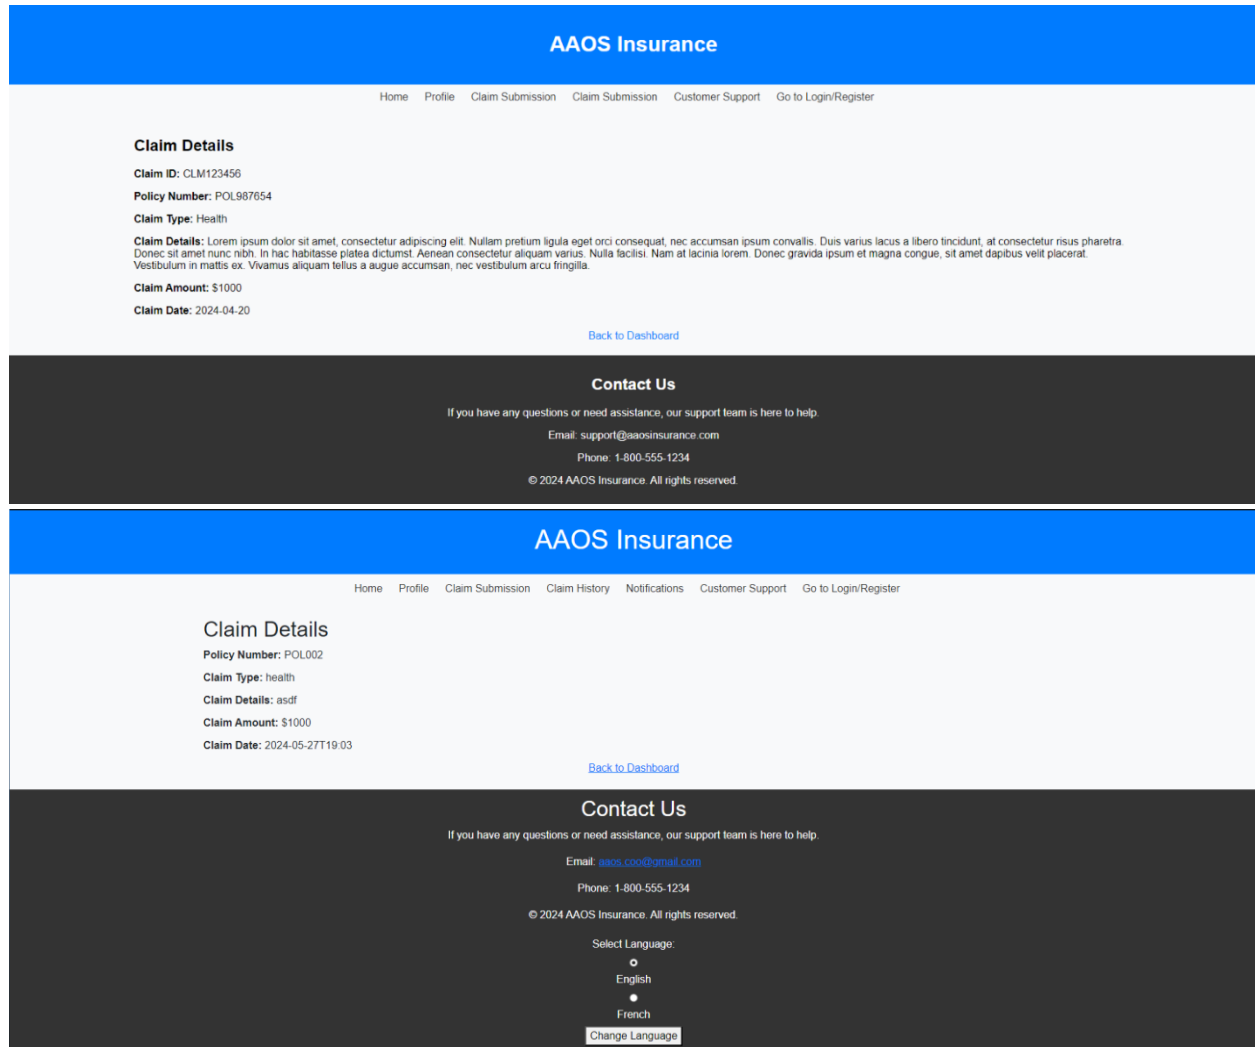 AAOS Insurance
Home Profile Claim Submission Claim Submission Customer Support Go to Login/Register
Claim Details
Claim ID: CLM123456
Policy Number: POL987654
Claim Type: Health
Claim Details: Lorem ipsum dolor sit amet, consectetur adipiscing elit. Nullam pretium ligula eget orci consequat, nec accumsan ipsum convallis. Duis varius lacus a libero tincidunt, at consectetur risus pharetra.
Donec sit amet nunc nibh. In hac habitasse platea dictumst. Aenean consectetur aliquam varius. Nulla facilisi. Nam at lacinia lorem. Donec gravida ipsum et magna congue, sit amet dapibus velit placerat.
Vestibulum in mattis ex. Vivamus aliquam tellus a augue accumsan, nec vestibulum arcu fringilla.
Claim Amount: $1000
Claim Date: 2024-04-20
Back to Dashboard
Contact Us
If you have any questions or need assistance, our support team is here to help.
Email: support@aaosinsurance.com
Phone: 1-800-555-1234
© 2024 AAOS Insurance. All rights reserved.
AAOS Insurance
Home Profile Claim Submission Claim History Notifications Customer Support Go to Login/Register
Claim Details
Policy Number: POL002
Claim Type: health
Claim Details: asdf
Claim Amount: $1000
Claim Date: 2024-05-27T19:03
Back to Dashboard
Contact Us
If you have any questions or need assistance, our support team is here to help.
Email: aaos.coo@gmail.com
Phone: 1-800-555-1234
© 2024 AAOS Insurance. All rights reserved.
Select Language:
English
French
Change Language